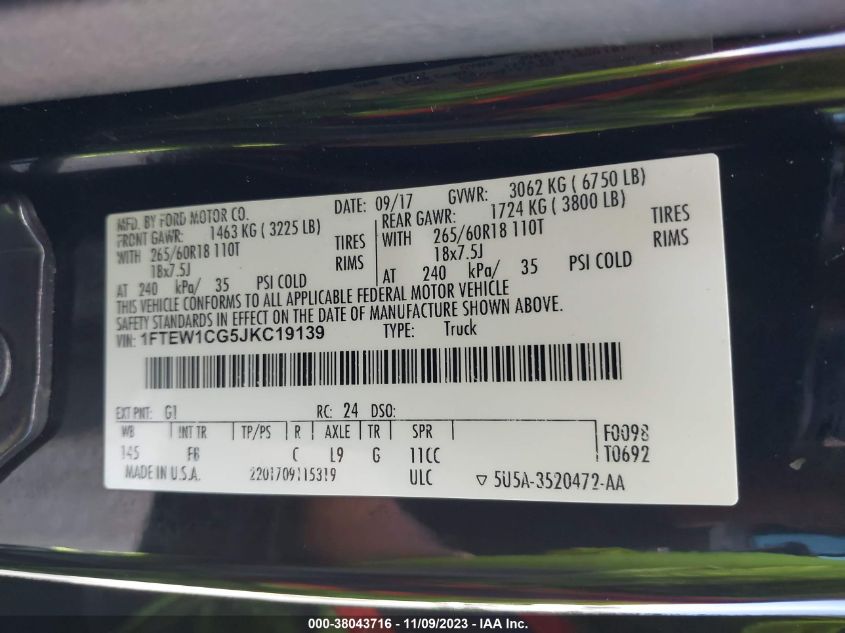 MFD. BY FORD MOTOR CO.
DATE: 09/17
GVWR: 3062 KG ( 6750 LB)
FRONT GAWR: 1463 KG ( 3225 LB)
REAR GAWR: 1724 KG ( 3800 LB)
WITH 265/60R18 110T TIRES
WITH 265/60R18 110T TIRES
18x7.5J RIMS
18x7.5J RIMS
AT 240 kPa/ 35 PSI COLD
AT 240 kPa/ 35 PSI COLD
THIS VEHICLE CONFORMS TO ALL APPLICABLE FEDERAL MOTOR VEHICLE
SAFETY STANDARDS IN EFFECT ON THE DATE OF MANUFACTURE SHOWN ABOVE.
VIN: 1FTEW1CG5JKC19139 TYPE: Truck
EXT PNT: G1 RC: 24 DSO:
WB INT TR TP/PS R AXLE TR SPR F0098
145 F8 C L9 G 11CC T0692
MADE IN U.S.A. ULC ▽ 5U5A-3520472-AA
000-38043716 - 11/09/2023 - IAA Inc.